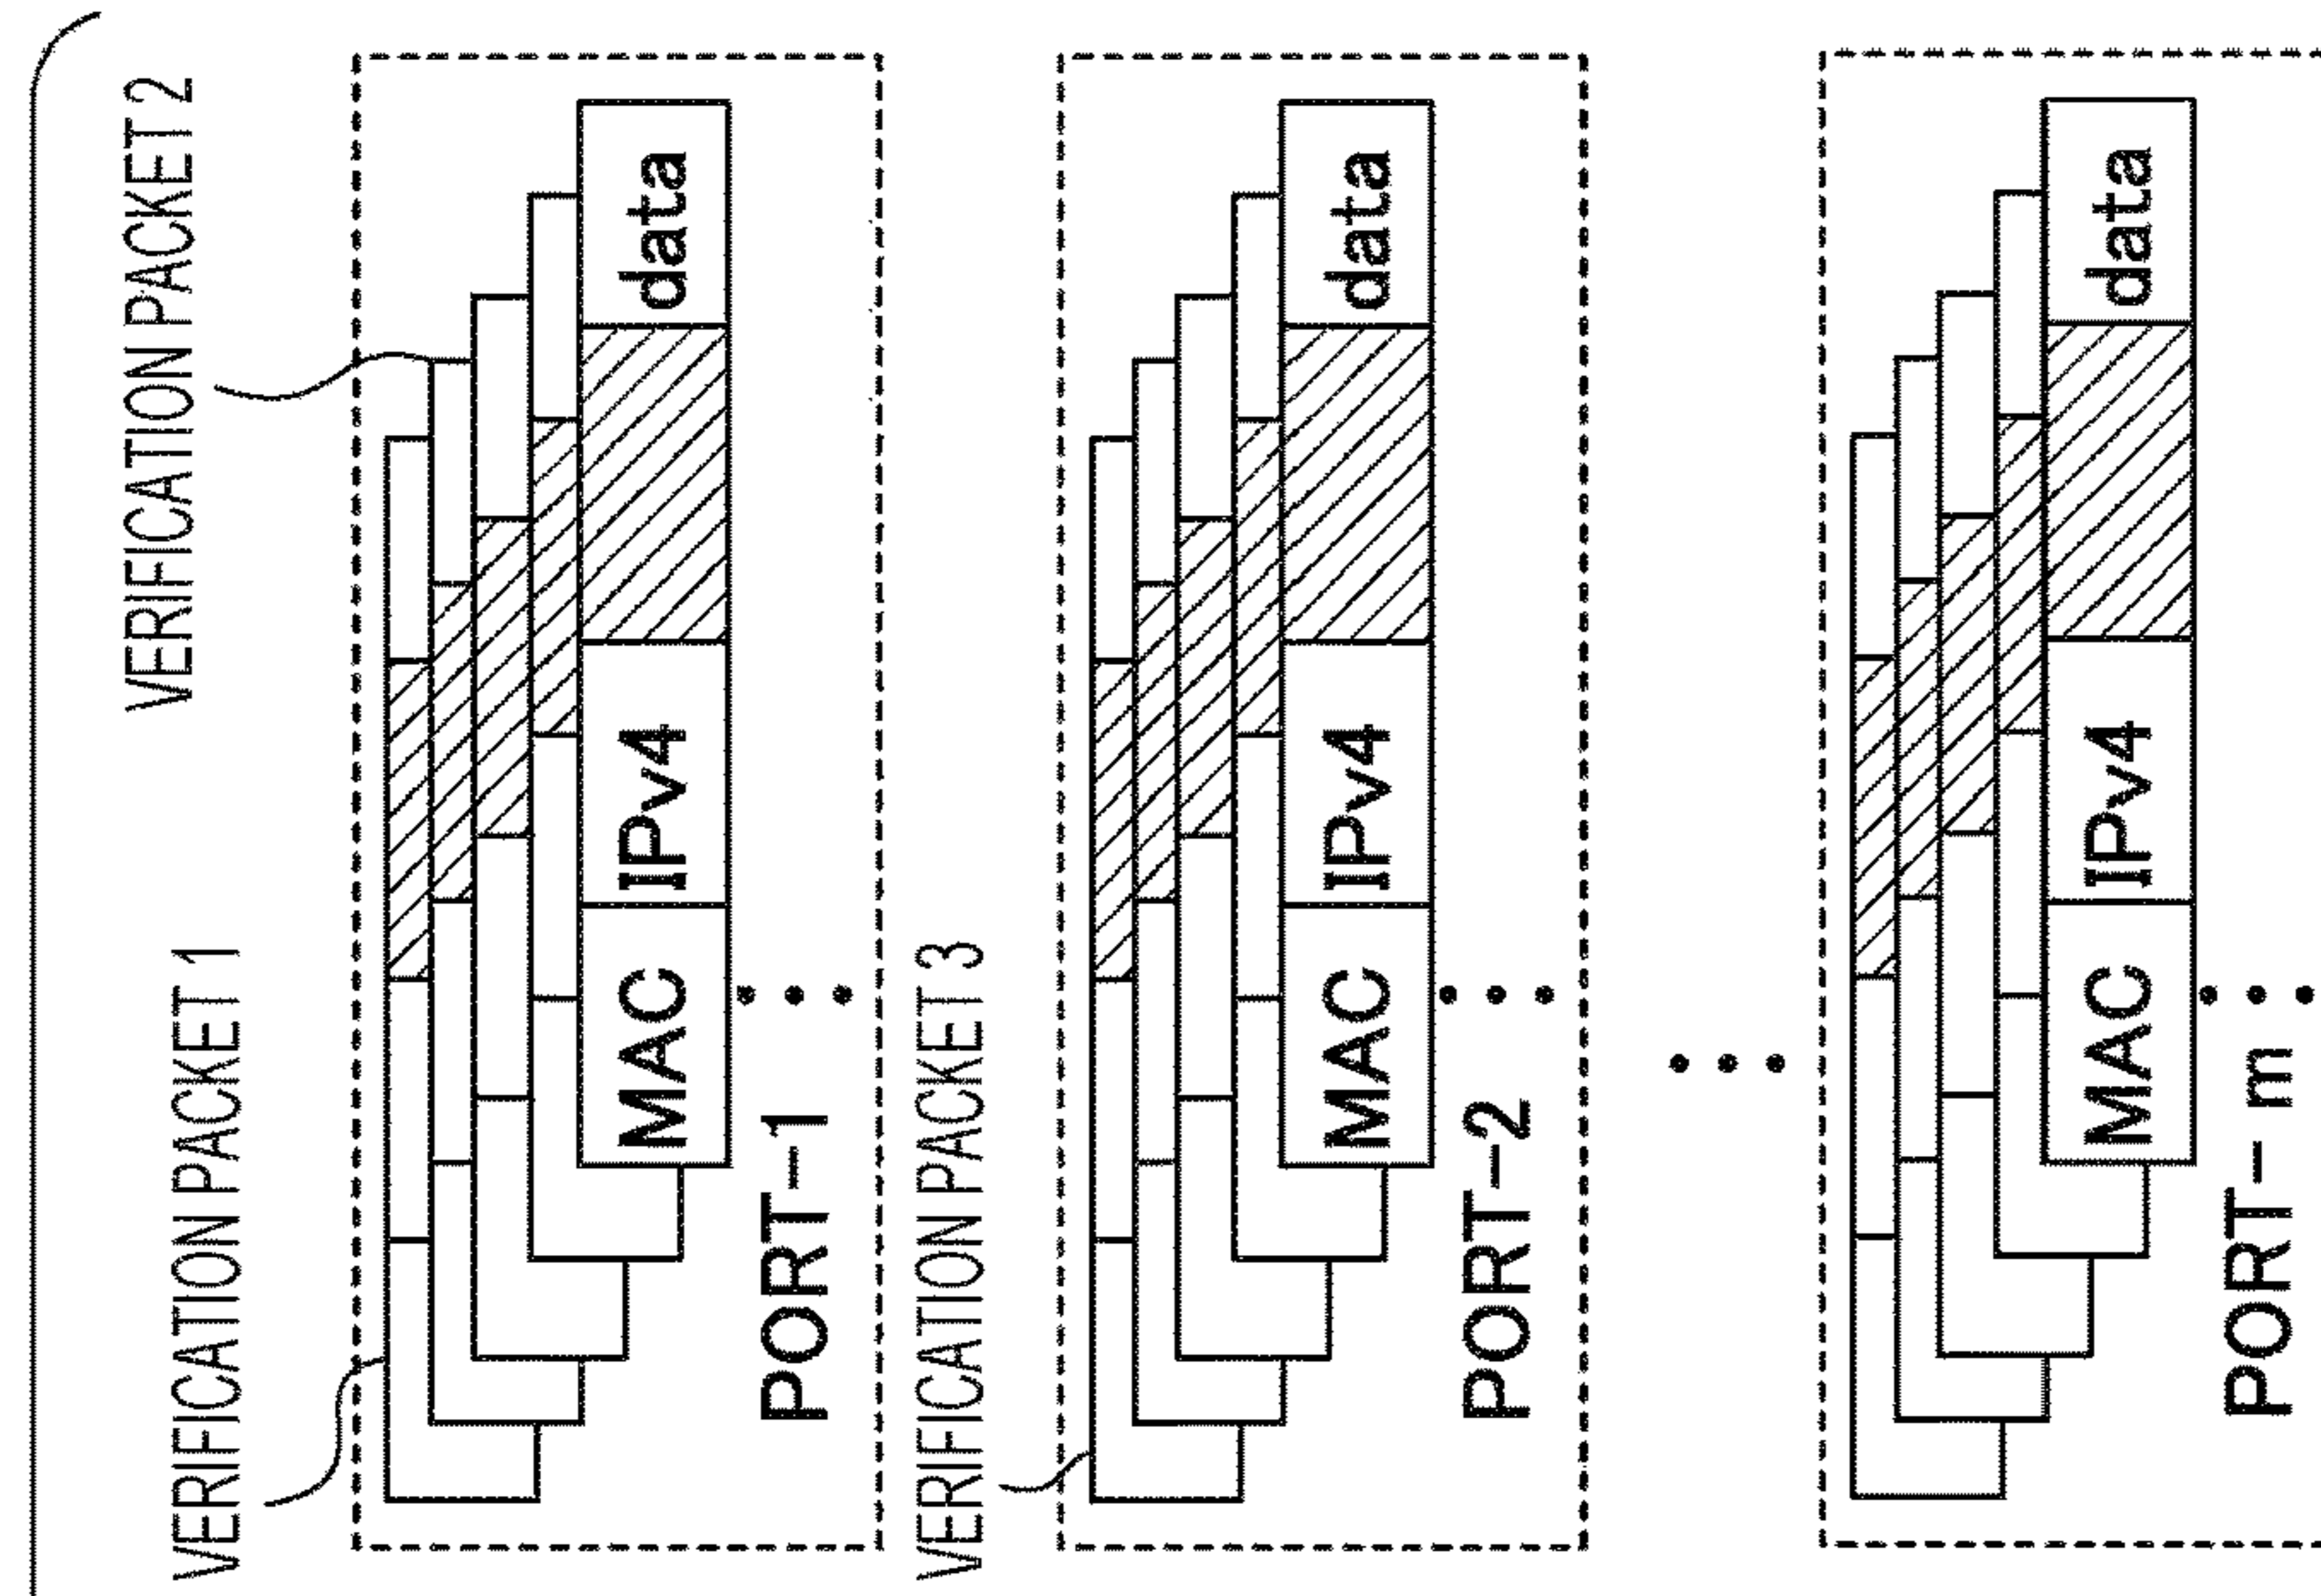 VERIFICATION PACKET 1
VERIFICATION PACKET 2
MAC IPv4 data
PORT-1
VERIFICATION PACKET 3
MAC IPv4 data
PORT-2
MAC IPv4 data
PORT- m